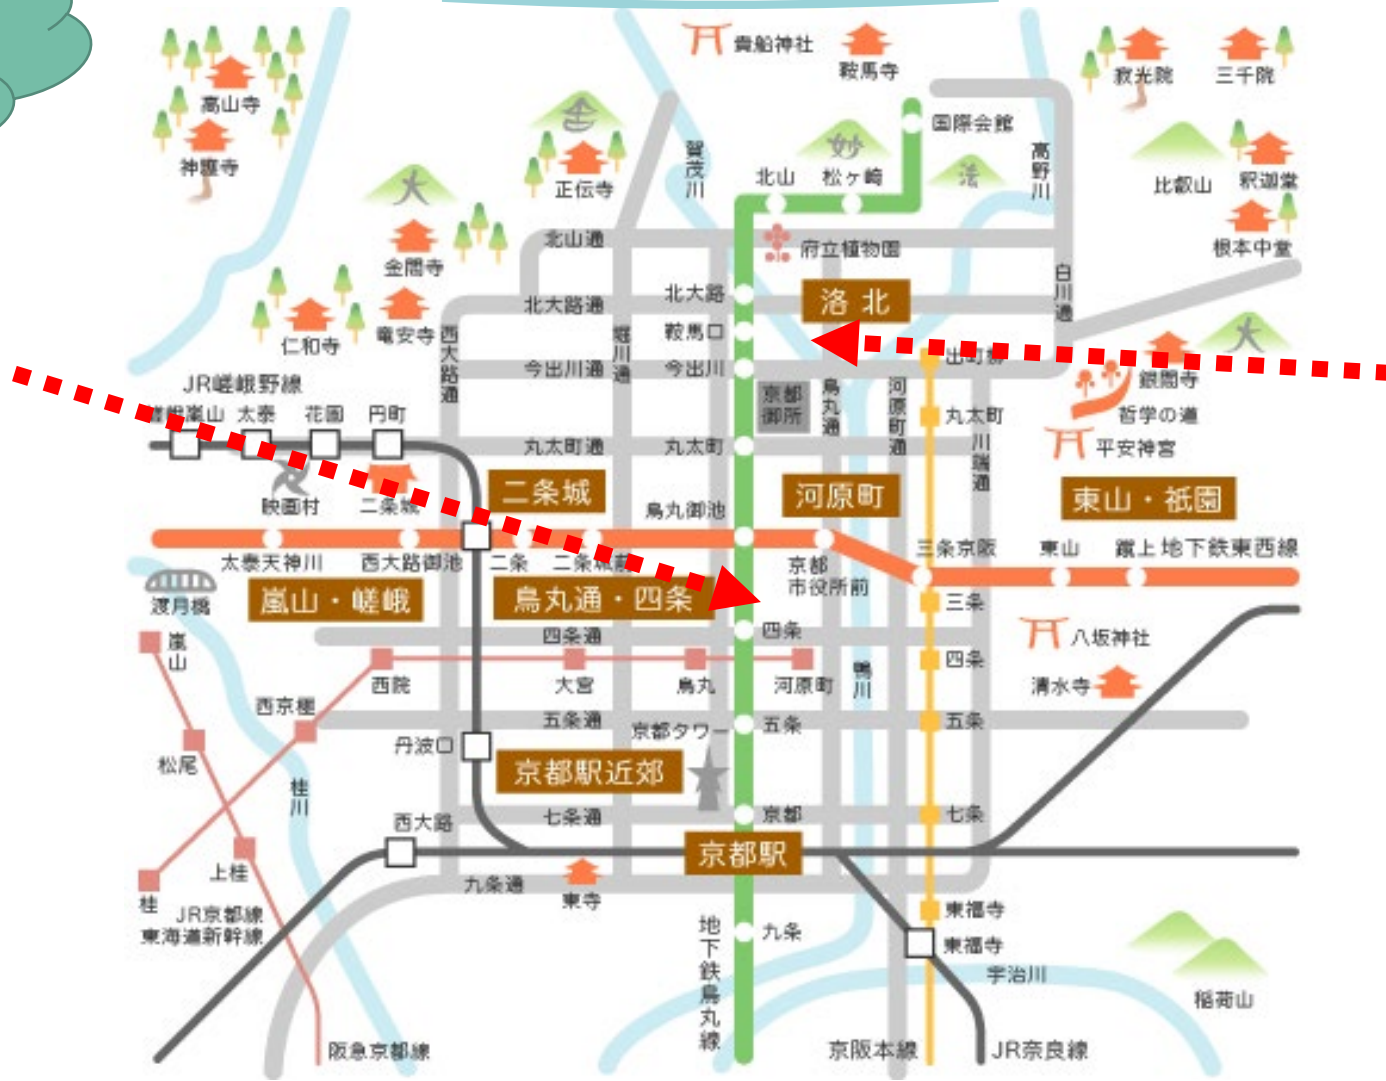 貴船神社
鞍馬寺
寂光院
三千院
高山寺
神護寺
国際会館
妙
法
北山
松ヶ崎
賀茂川
高野川
比叡山
釈迦堂
根本中堂
正伝寺
大
金閣寺
北山通
府立植物園
北大路
北大路通
洛北
白川通
竜安寺
仁和寺
西大路通
堀川通
鞍馬口
今出川通
今出川
出町柳
大
銀閣寺
哲学の道
平安神宮
京都
御所
烏丸通
河原町通
川端通
丸太町
JR嵯峨野線
嵯峨嵐山
太秦
花園
円町
丸太町通
丸太町
映画村
二条城
二条城
烏丸御池
河原町
東山・祇園
太秦天神川
西大路御池
二条
二条城前
京都
市役所前
三条京阪
東山
蹴上
地下鉄東西線
渡月橋
嵐山・嵯峨
烏丸通・四条
三条
嵐山
四条通
四条
八坂神社
西院
大宮
烏丸
河原町
鴨川
四条
清水寺
西京極
五条通
京都タワー
五条
五条
松尾
丹波口
京都駅近郊
桂川
西大路
七条通
京都
七条
京都駅
上桂
桂
九条通
東寺
JR京都線
東海道新幹線
地下鉄烏丸線
九条
東福寺
東福寺
宇治川
稲荷山
阪急京都線
京阪本線
JR奈良線